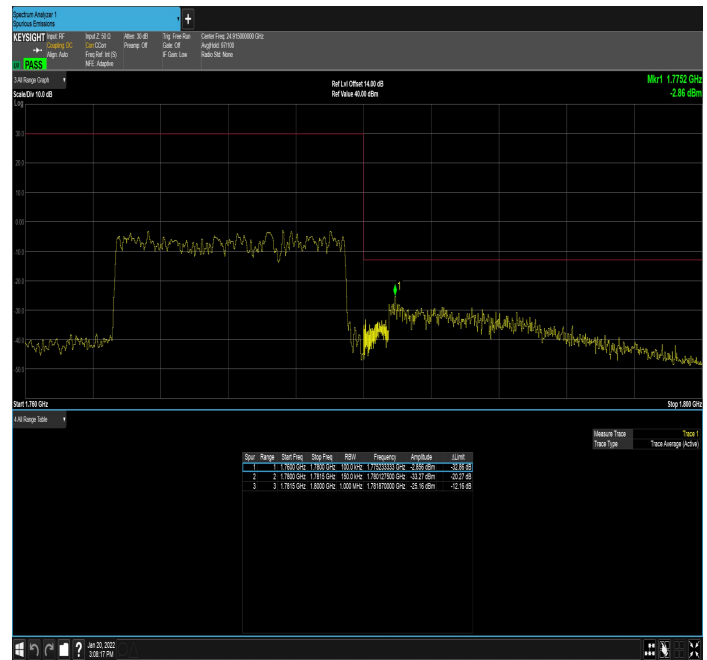 Spectrum Analyzer 1
Spurious Emissions
+
KEYSIGHT Input: RF Input Z: 50 Ω Atten: 30 dB Trig: Free Run Center Freq: 24.915000000 GHz
Coupling: DC Corr CCorr Preamp: Off Gate: Off Avg|Hold: 97/100
Align: Auto Freq Ref: Int (S) IF Gain: Low Radio Std: None
PASS NFE: Adaptive
3 All Range Graph
Ref Lvl Offset 14.00 dB
Mkr1 1.7752 GHz
Scale/Div 10.0 dB
Ref Value 40.00 dBm
-2.86 dBm
Log
30.0
20.0
10.0
0.00
-10.0
-20.0
1
-30.0
-40.0
-50.0
Start 1.760 GHz
Stop 1.800 GHz
4 All Range Table
Measure Trace Trace 1
Trace Type Trace Average (Active)
Spur Range Start Freq Stop Freq RBW Frequency Amplitude ΔLimit
1 1 1.7600 GHz 1.7800 GHz 100.0 kHz 1.775233333 GHz -2.856 dBm -32.86 dB
2 2 1.7800 GHz 1.7815 GHz 150.0 kHz 1.780127500 GHz -33.27 dBm -20.27 dB
3 3 1.7815 GHz 1.8000 GHz 1.000 MHz 1.781870000 GHz -25.16 dBm -12.16 dB
?
Jan 20, 2022
3:08:17 PM